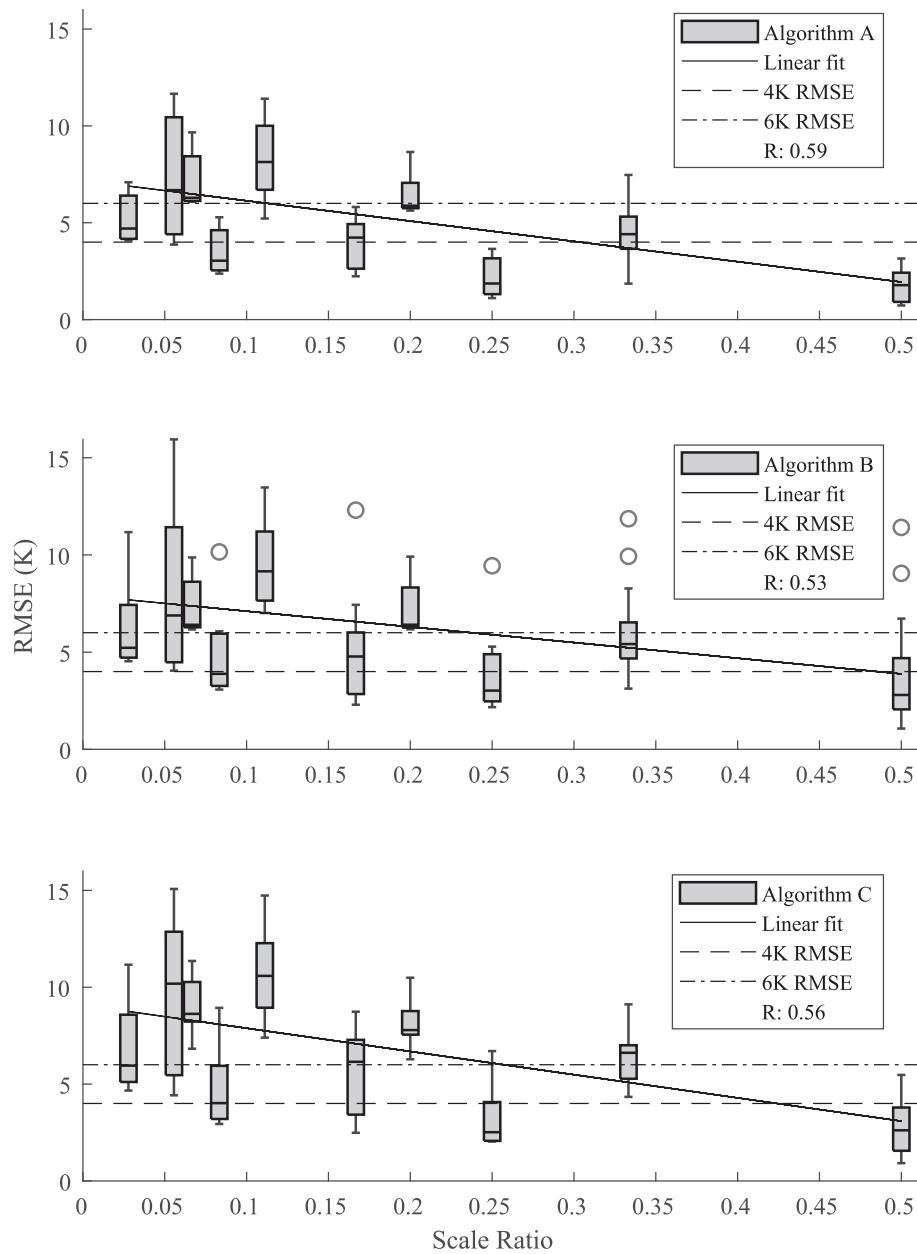 15
10
5
0
Algorithm A
Linear fit
4K RMSE
6K RMSE
R: 0.59
0 0.05 0.1 0.15 0.2 0.25 0.3 0.35 0.4 0.45 0.5
RMSE (K)
15
10
5
0
Algorithm B
Linear fit
4K RMSE
6K RMSE
R: 0.53
0 0.05 0.1 0.15 0.2 0.25 0.3 0.35 0.4 0.45 0.5
15
10
5
0
Algorithm C
Linear fit
4K RMSE
6K RMSE
R: 0.56
0 0.05 0.1 0.15 0.2 0.25 0.3 0.35 0.4 0.45 0.5
Scale Ratio